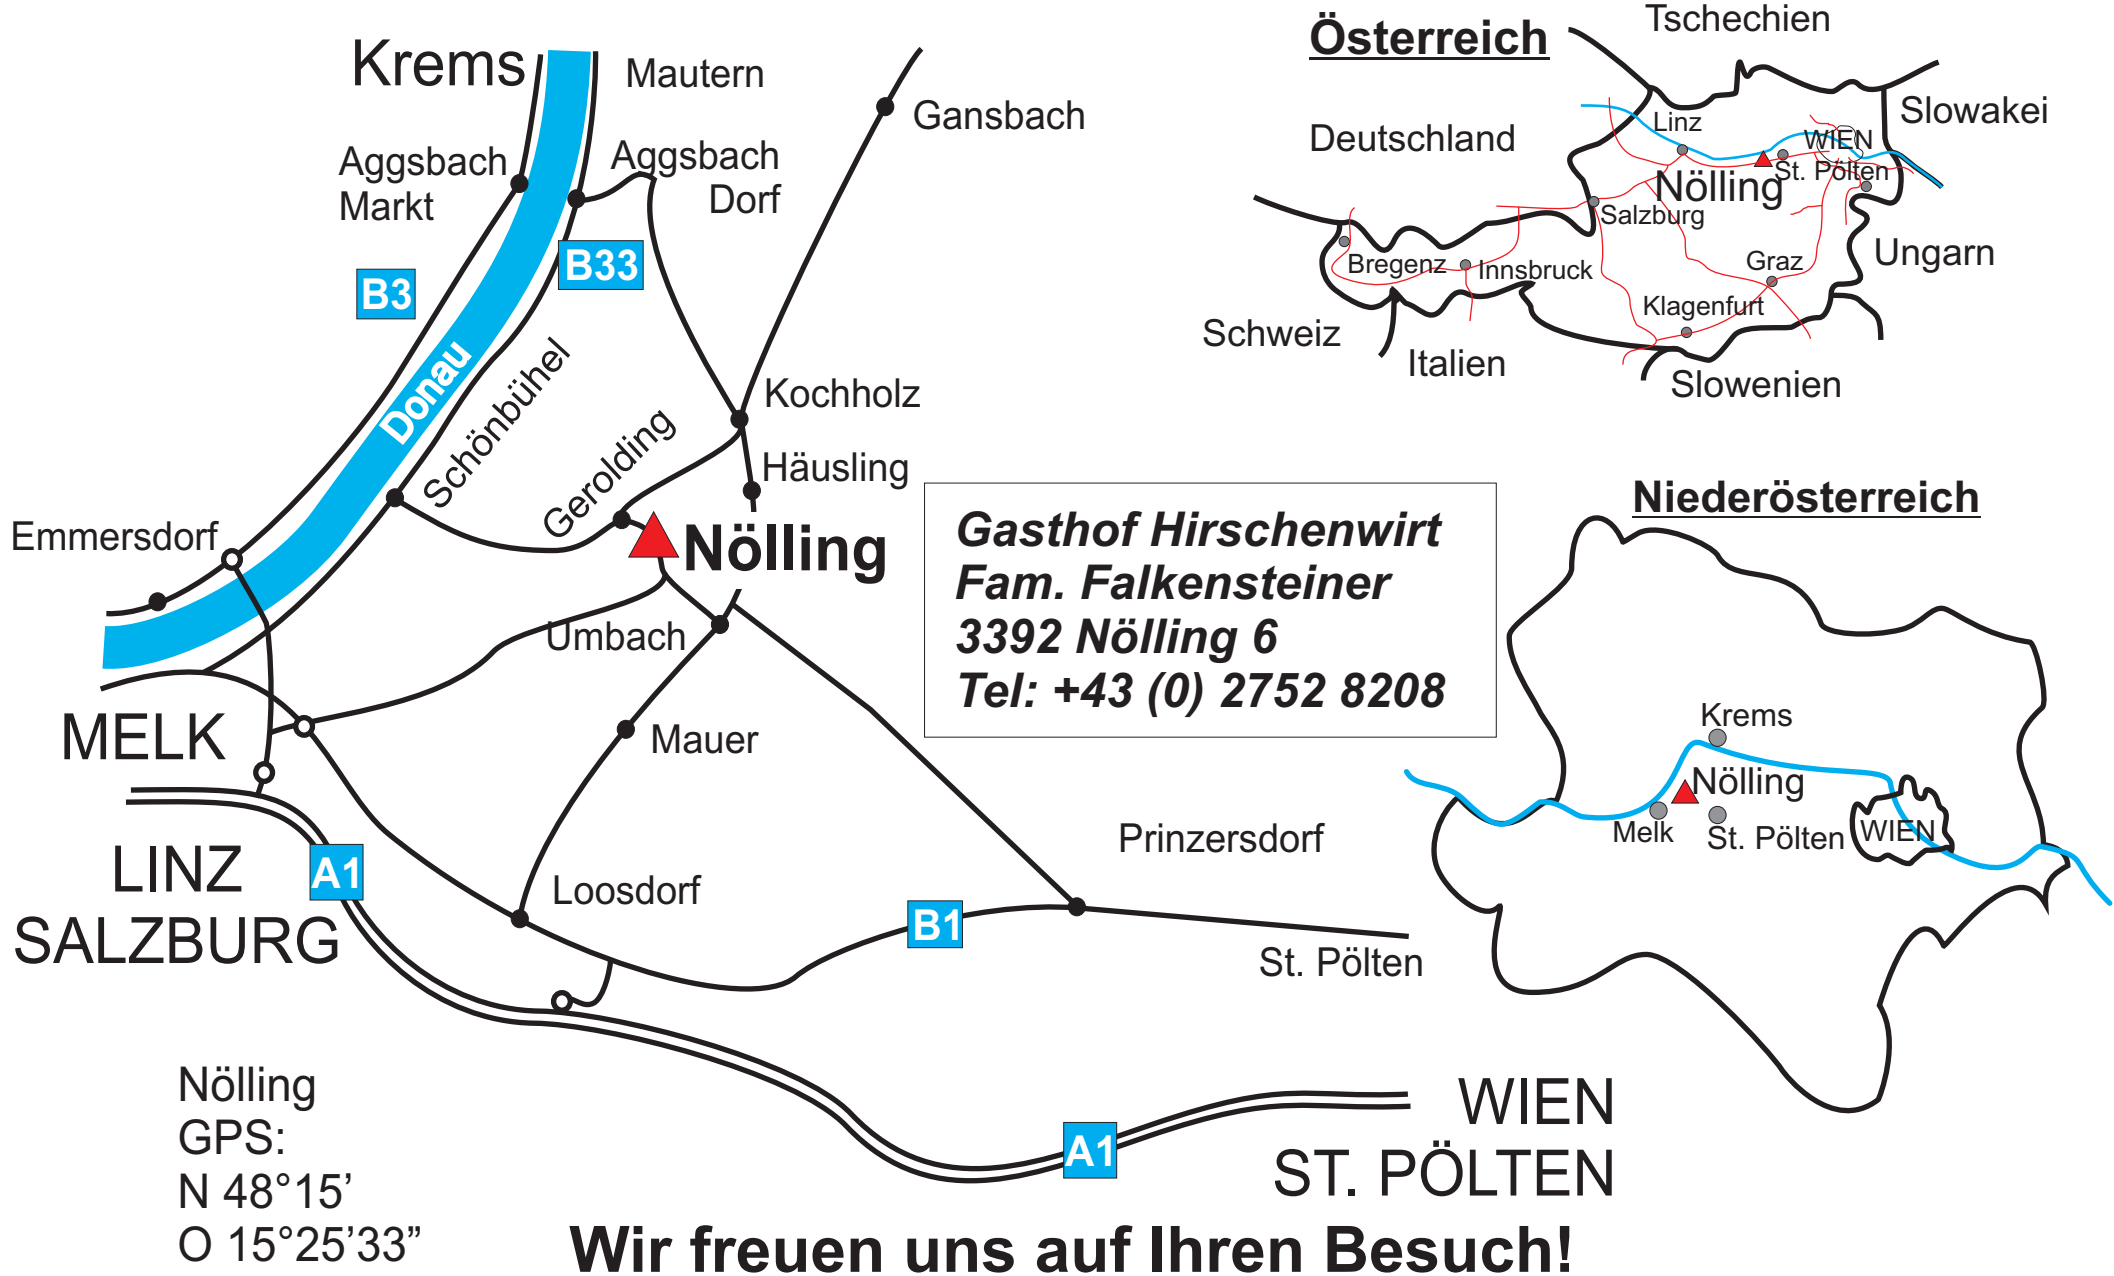 Krems
Mautern
Gansbach
Aggsbach
Markt
Aggsbach
Dorf
B3
B33
Donau
Schönbühel
Kochholz
Gerolding
Häusling
Emmersdorf
Nölling
Umbach
MELK
Mauer
LINZ
SALZBURG
A1
Loosdorf
B1
Prinzersdorf
St. Pölten
A1
WIEN
ST. PÖLTEN
Gasthof Hirschenwirt
Fam. Falkensteiner
3392 Nölling 6
Tel: +43 (0) 2752 8208
Österreich
Tschechien
Slowakei
Deutschland
Linz
WIEN
St. Pölten
Nölling
Salzburg
Ungarn
Bregenz
Innsbruck
Graz
Klagenfurt
Schweiz
Italien
Slowenien
Niederösterreich
Krems
Nölling
Melk
St. Pölten
WIEN
Nölling
GPS:
N 48°15’
O 15°25’33”
Wir freuen uns auf Ihren Besuch!